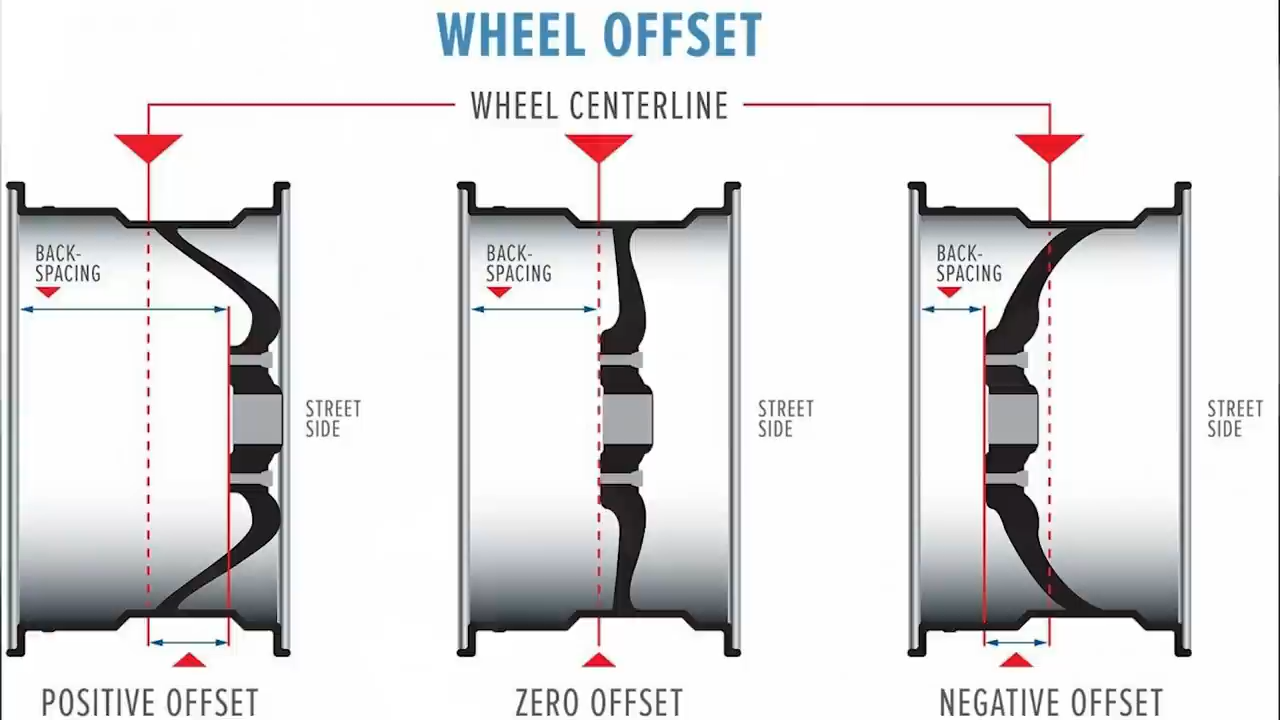 WHEEL OFFSET
WHEEL CENTERLINE
BACK-
SPACING
STREET
SIDE
BACK-
SPACING
STREET
SIDE
BACK-
SPACING
STREET
SIDE
POSITIVE OFFSET
ZERO OFFSET
NEGATIVE OFFSET